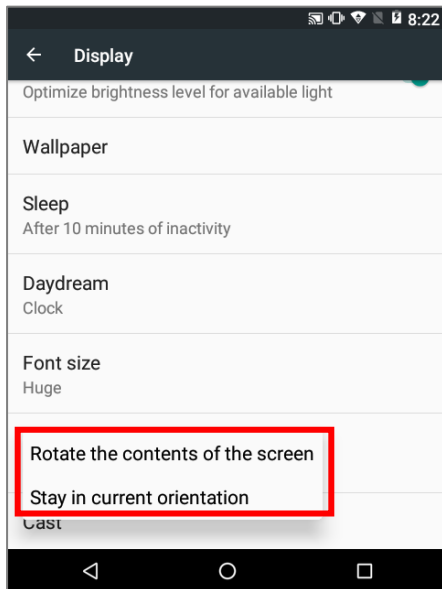 8:22
Display
Optimize brightness level for available light
Wallpaper
Sleep
After 10 minutes of inactivity
Daydream
Clock
Font size
Huge
Rotate the contents of the screen
Stay in current orientation
Cast